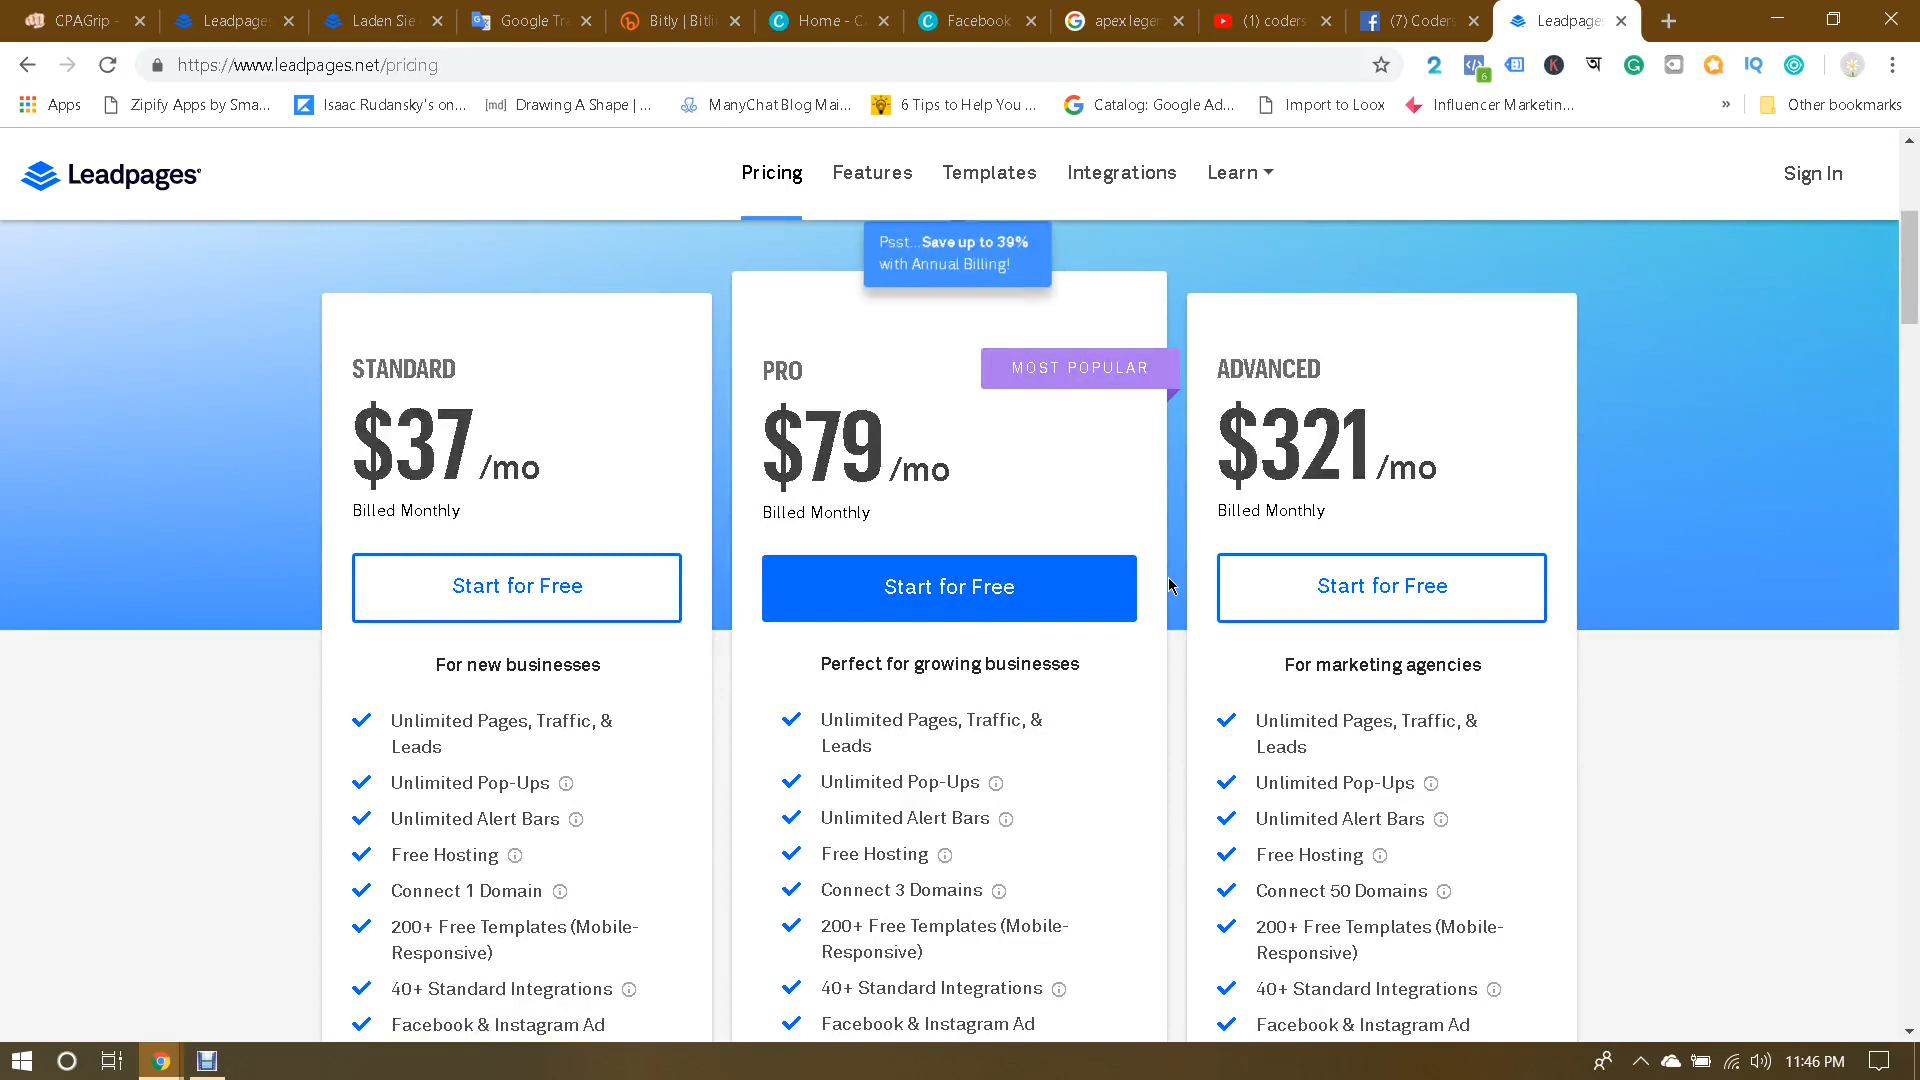 CPAGrip -
Leadpages
Laden Sie
Google Tra
Bitly | Bitli
Home - C
Facebook
apex leger
(1) coders
(7) Coders
Leadpages
https://www.leadpages.net/pricing
2
6
K
অ
G
IQ
Apps
Zipify Apps by Sma...
Isaac Rudansky's on...
[md]
Drawing A Shape | ...
ManyChat Blog Mai...
6 Tips to Help You ...
Catalog: Google Ad...
Import to Loox
Influencer Marketin...
»
Other bookmarks
Leadpages
Pricing
Features
Templates
Integrations
Learn
Sign In
Psst...Save up to 39%
with Annual Billing!
STANDARD
$37 /mo
Billed Monthly
Start for Free
For new businesses
Unlimited Pages, Traffic, &
Leads
Unlimited Pop-Ups
Unlimited Alert Bars
Free Hosting
Connect 1 Domain
200+ Free Templates (Mobile-
Responsive)
40+ Standard Integrations
Facebook & Instagram Ad
PRO
MOST POPULAR
$79 /mo
Billed Monthly
Start for Free
Perfect for growing businesses
Unlimited Pages, Traffic, &
Leads
Unlimited Pop-Ups
Unlimited Alert Bars
Free Hosting
Connect 3 Domains
200+ Free Templates (Mobile-
Responsive)
40+ Standard Integrations
Facebook & Instagram Ad
ADVANCED
$321 /mo
Billed Monthly
Start for Free
For marketing agencies
Unlimited Pages, Traffic, &
Leads
Unlimited Pop-Ups
Unlimited Alert Bars
Free Hosting
Connect 50 Domains
200+ Free Templates (Mobile-
Responsive)
40+ Standard Integrations
Facebook & Instagram Ad
11:46 PM